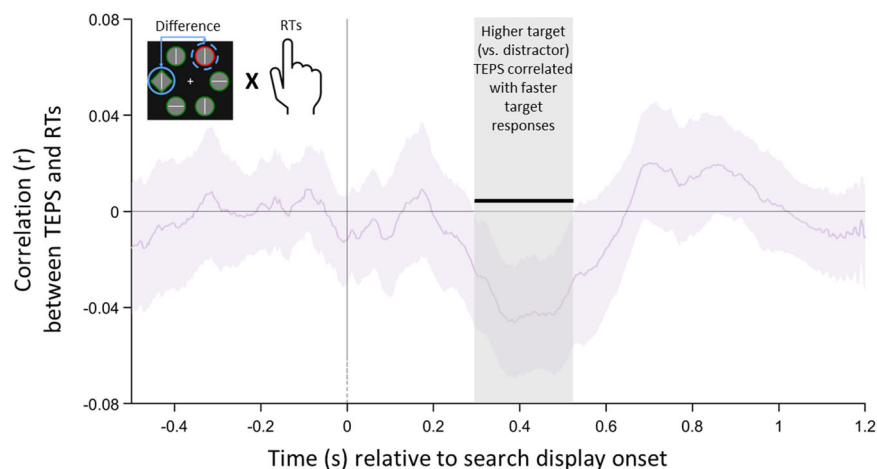 Difference
RTs
X
Higher target
(vs. distractor)
TEPS correlated
with faster
target
responses
0.08
0.04
0
-0.04
-0.08
Correlation (r)
between TEPS and RTs
-0.4
-0.2
0
0.2
0.4
0.6
0.8
1
1.2
Time (s) relative to search display onset